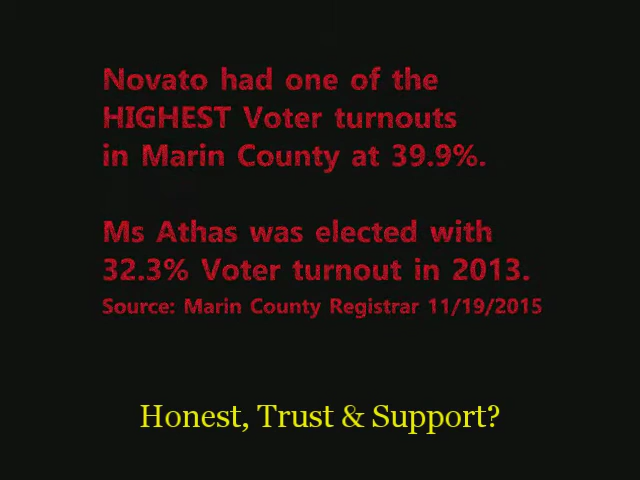 Novato had one of the
HIGHEST Voter turnouts
in Marin County at 39.9%.
Ms Athas was elected with
32.3% Voter turnout in 2013.
Source: Marin County Registrar 11/19/2015
Honest, Trust & Support?